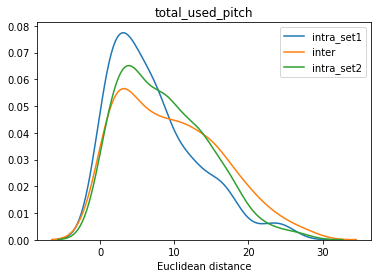 total_used_pitch
intra_set1
inter
intra_set2
0.08
0.07
0.06
0.05
0.04
0.03
0.02
0.01
0.00
0
10
20
30
Euclidean distance